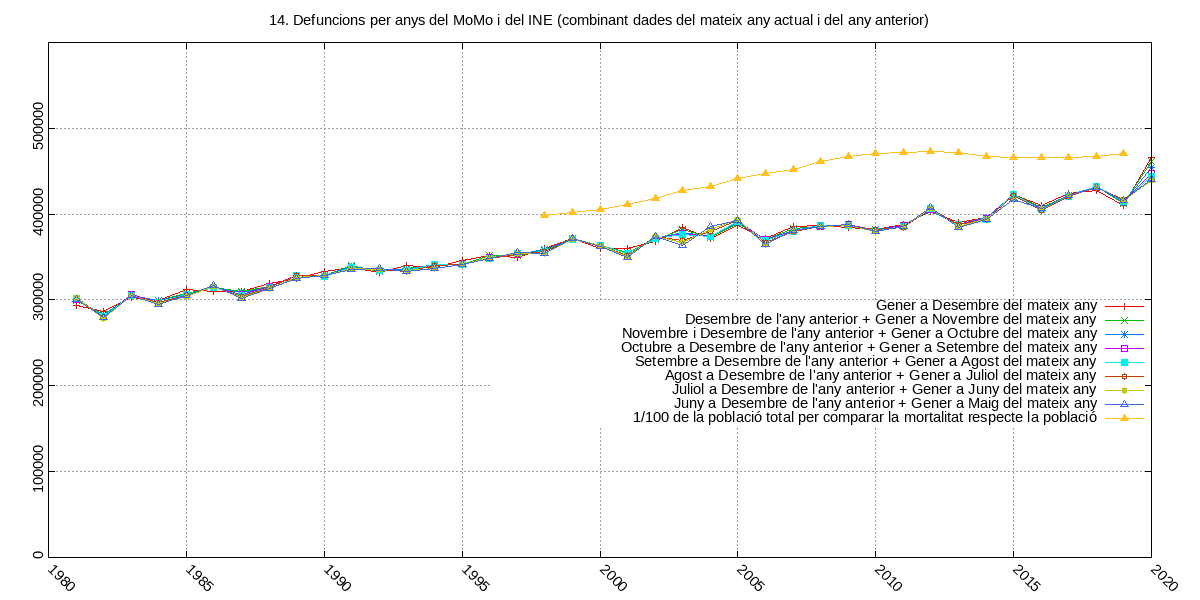 14. Defuncions per anys del MoMo i del INE (combinant dades del mateix any actual i del any anterior)
500000
400000
300000
200000
100000
0
Gener a Desembre del mateix any
Desembre de l'any anterior + Gener a Novembre del mateix any
Novembre i Desembre de l'any anterior + Gener a Octubre del mateix any
Octubre a Desembre de l'any anterior + Gener a Setembre del mateix any
Setembre a Desembre de l'any anterior + Gener a Agost del mateix any
Agost a Desembre de l'any anterior + Gener a Juliol del mateix any
Juliol a Desembre de l'any anterior + Gener a Juny del mateix any
Juny a Desembre de l'any anterior + Gener a Maig del mateix any
1/100 de la població total per comparar la mortalitat respecte la població
1980 1985 1990 1995 2000 2005 2010 2015 2020